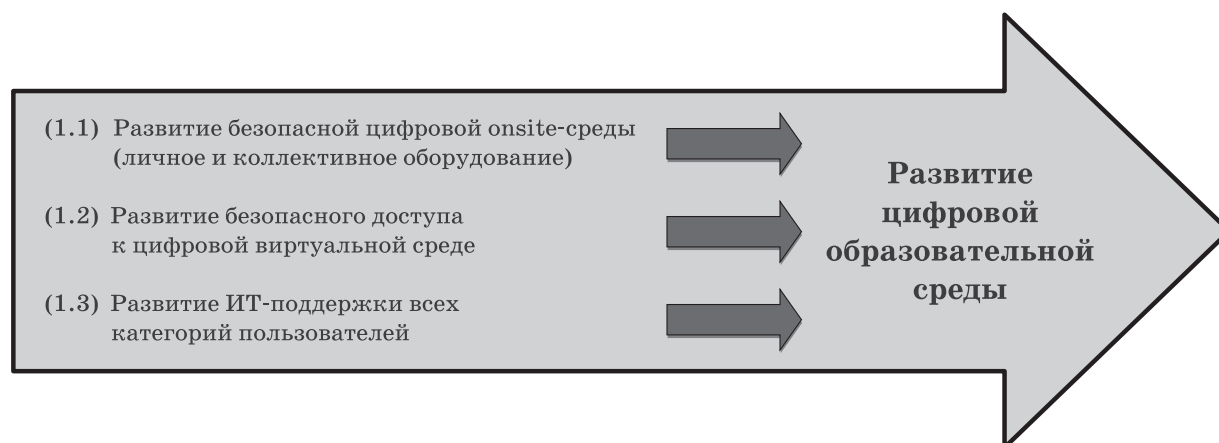 (1.1) Развитие безопасной цифровой onsite-среды
(личное и коллективное оборудование)
(1.2) Развитие безопасного доступа
к цифровой виртуальной среде
(1.3) Развитие ИТ-поддержки всех
категорий пользователей
Развитие
цифровой
образовательной
среды